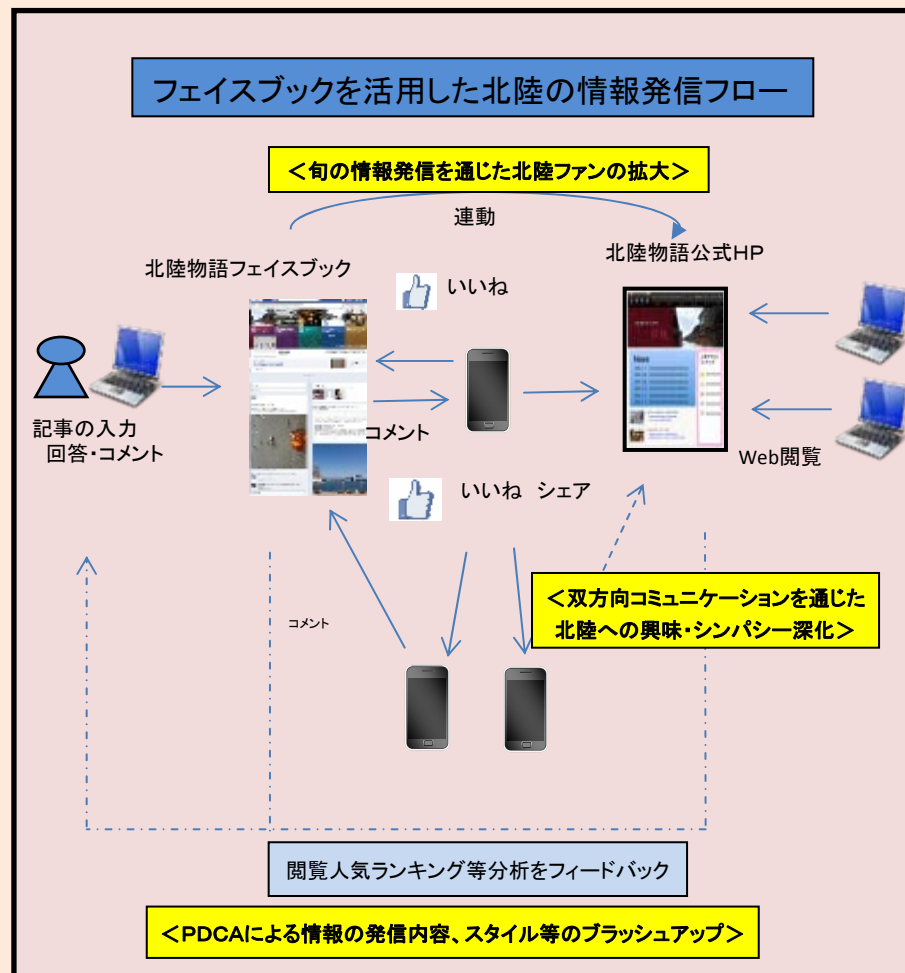 フェイスブックを活用した北陸の情報発信フロー
＜旬の情報発信を通じた北陸ファンの拡大＞
連動
北陸物語フェイスブック
北陸物語公式HP
いいね
記事の入力
回答・コメント
コメント
Web閲覧
いいね シェア
＜双方向コミュニケーションを通じた
北陸への興味・シンパシー深化＞
コメント
閲覧人気ランキング等分析をフィードバック
＜PDCAによる情報の発信内容、スタイル等のブラッシュアップ＞